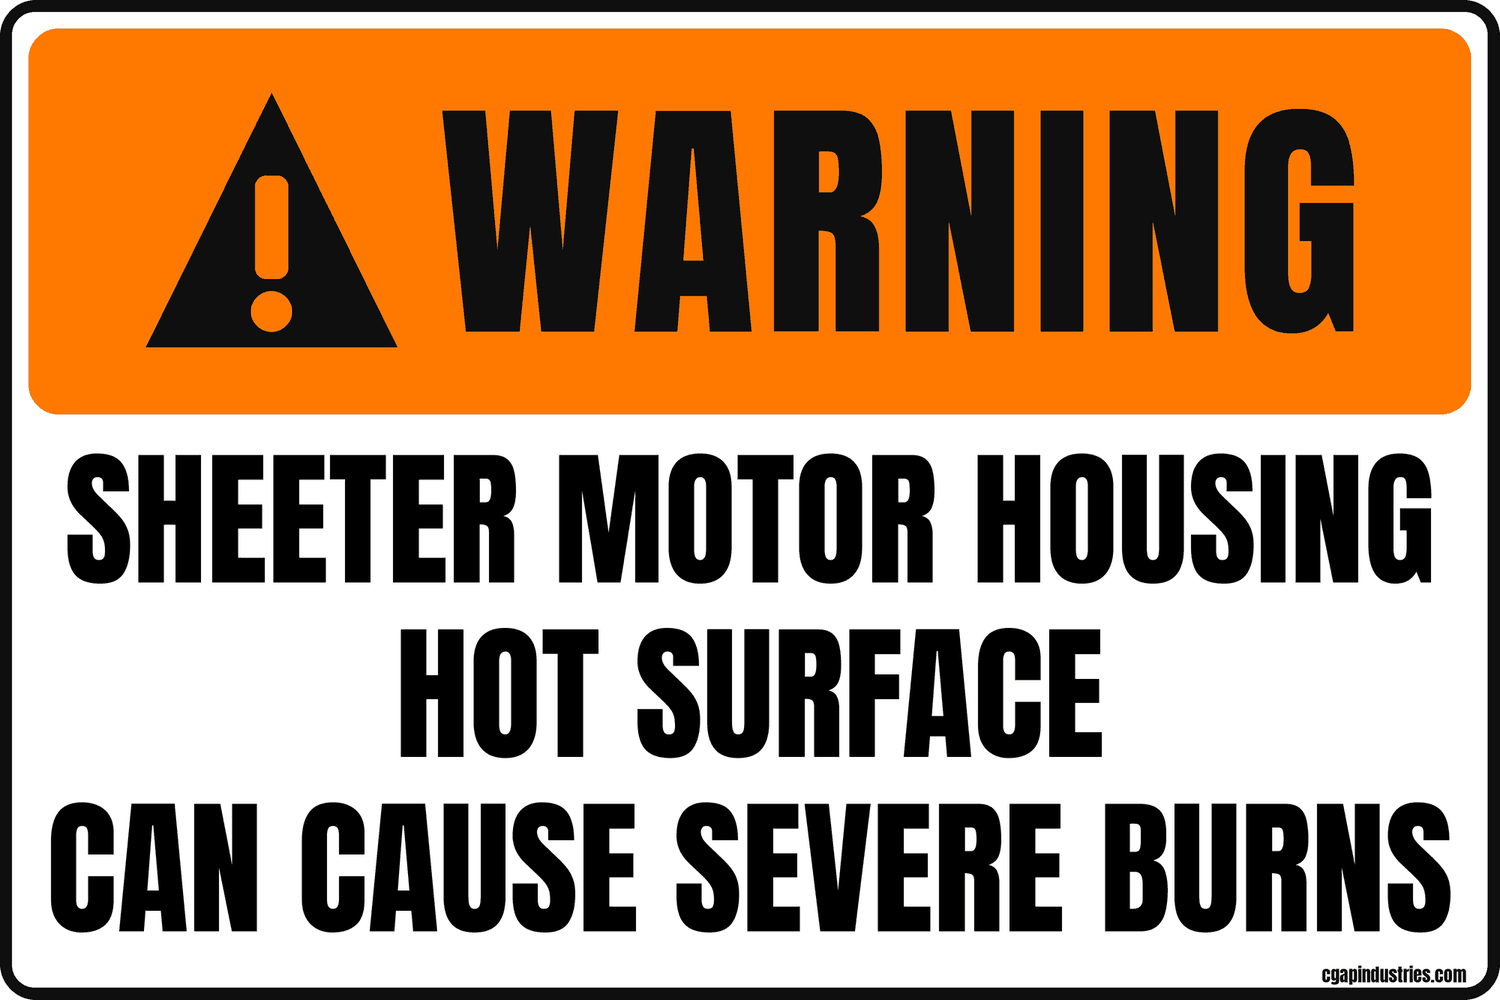 WARNING
SHEETER MOTOR HOUSING
HOT SURFACE
CAN CAUSE SEVERE BURNS
cgapindustries.com